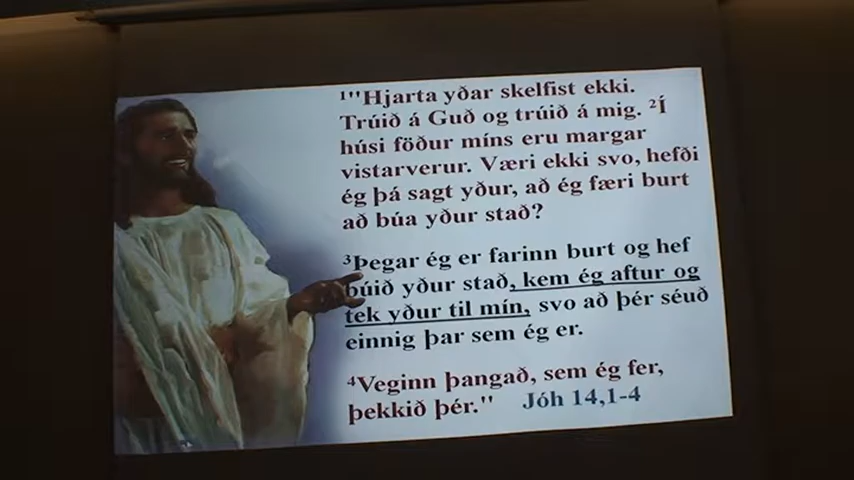 ¹"Hjarta yðar skelfist ekki.
Trúið á Guð og trúið á mig. ²Í
húsi föður míns eru margar
vistarverur. Væri ekki svo, hefði
ég þá sagt yður, að ég færi burt
að búa yður stað?
³Þegar ég er farinn burt og hef
búið yður stað, kem ég aftur og
tek yður til mín, svo að þér séuð
einnig þar sem ég er.
⁴Veginn þangað, sem ég fer,
þekkið þér." Jóh 14,1-4